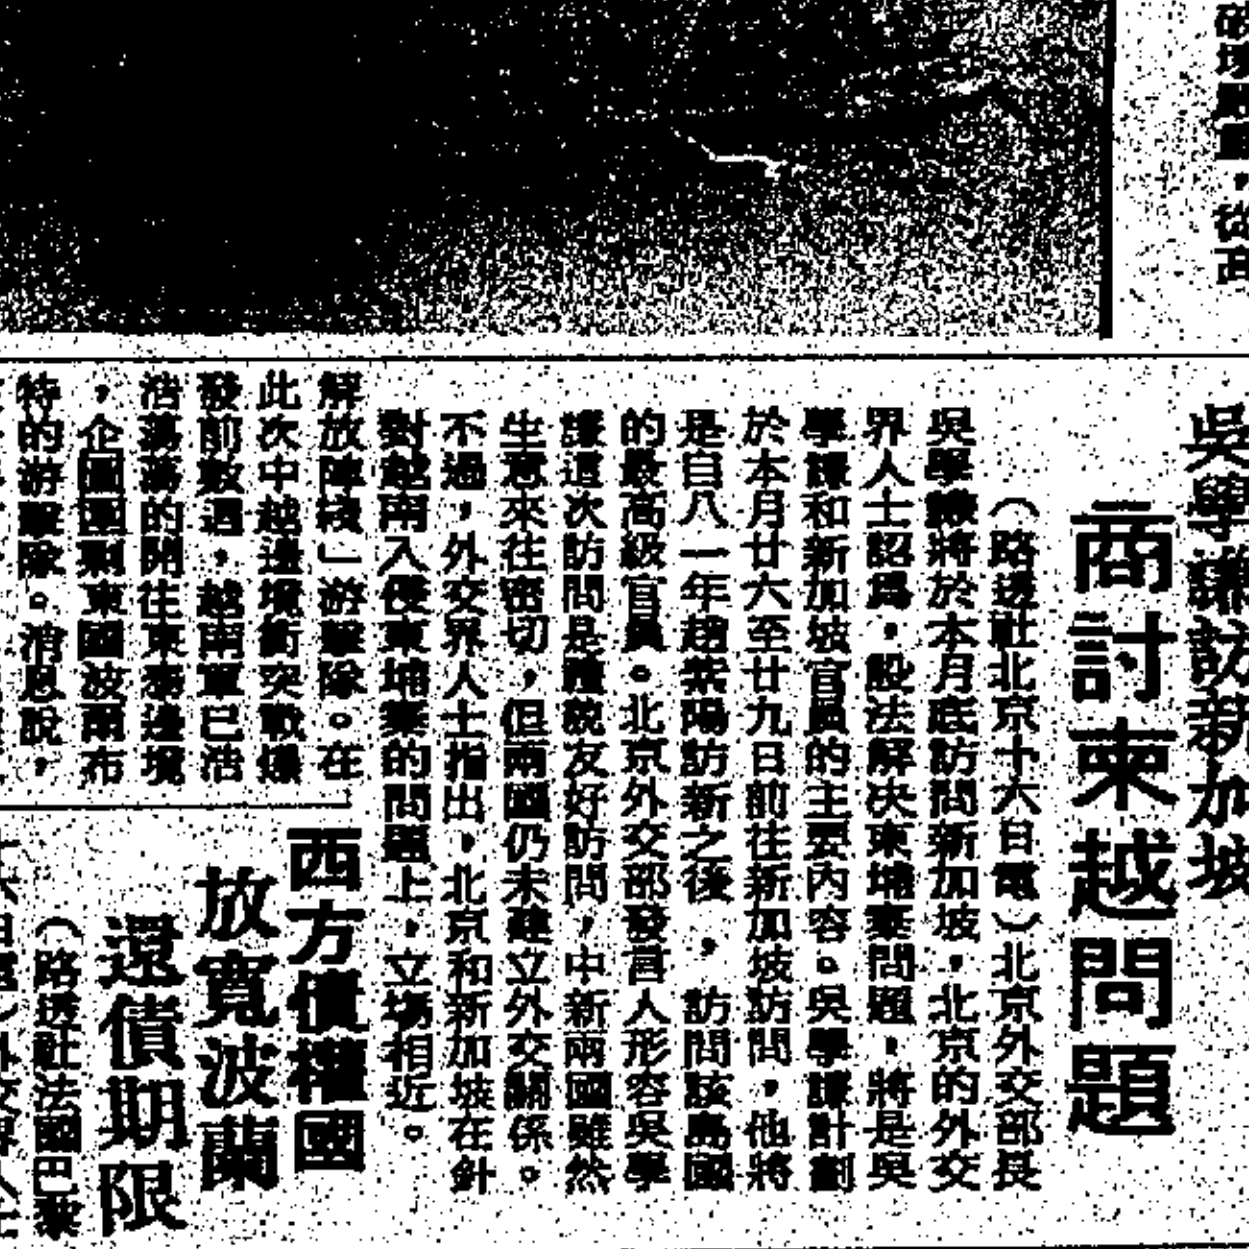 吳學謙訪新加坡
商討柬越問題
（路透社北京十六日電）北京外交部長
吳學謙將於本月底訪問新加坡，北京的外交
界人士認爲，設法解決柬埔寨問題，將是吳
學謙和新加坡官員的主要內容。吳學謙計劃
於本月廿六至廿九日前往新加坡訪問，他將
是自八一年趙紫陽訪新之後，訪問該島國
的最高級官員。北京外交部發言人形容吳學
謙這次訪問是禮貌友好訪問，中新兩國雖然
生意來往密切，但兩國仍未建立外交關係。
不過，外交界人士指出，北京和新加坡在針
對越南入侵柬埔寨的問題上，立場相近。
解放陣綫」游擊隊。在
此次中越邊境衝突戰爆
發前數週，越南軍已浩
浩蕩蕩的開往柬泰邊境
，企圖圍剿柬國波爾布
特的游擊隊。消息說，
西方債權國
放寬波蘭
還債期限
（路透社法國巴黎
十六日電）外交界人士